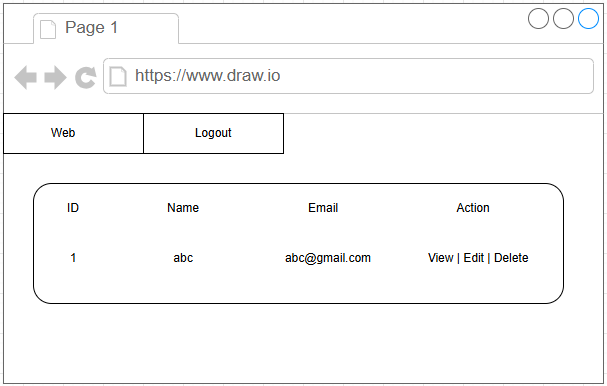 Page 1
https://www.draw.io
Web Logout
ID Name Email Action
1 abc abc@gmail.com View | Edit | Delete